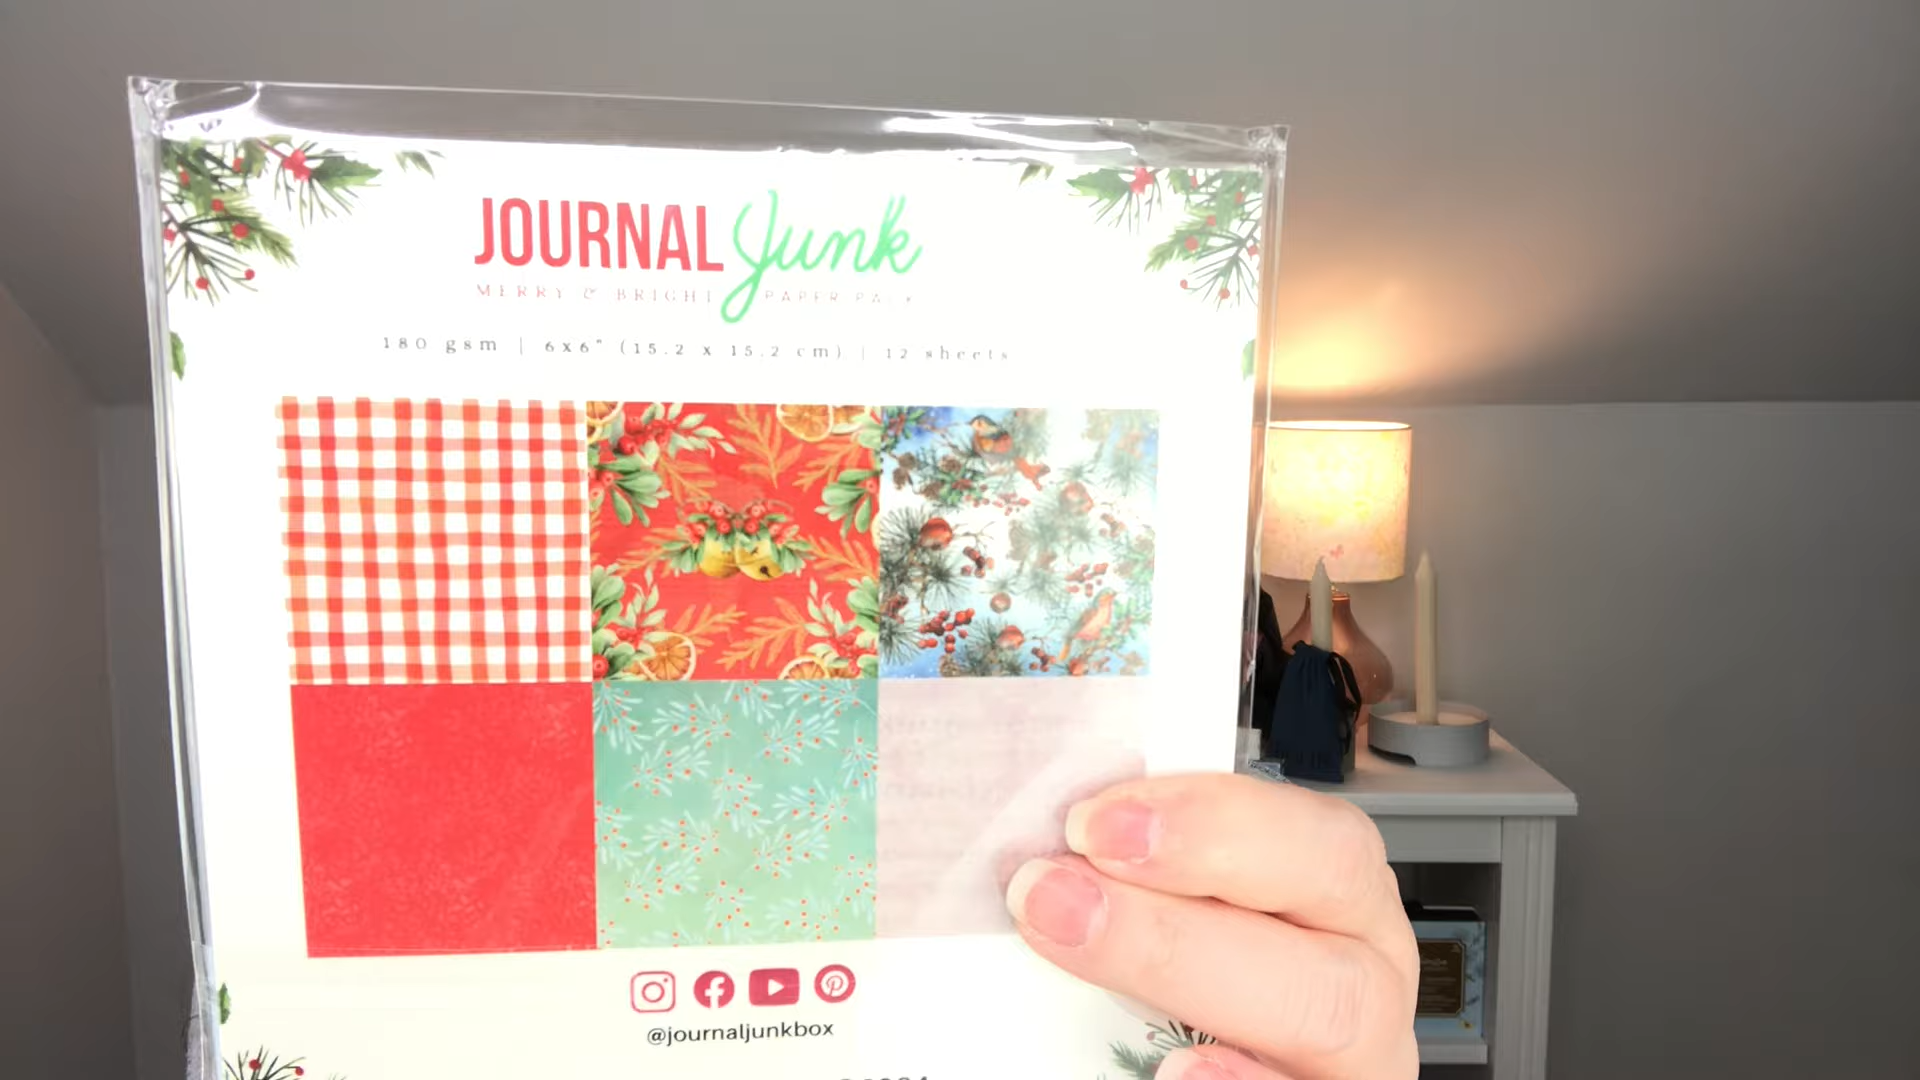 JOURNAL Junk
MERRY & BRIGHT PAPER PACK
180 gsm | 6x6" (15.2 x 15.2 cm) | 12 sheets
@journaljunkbox